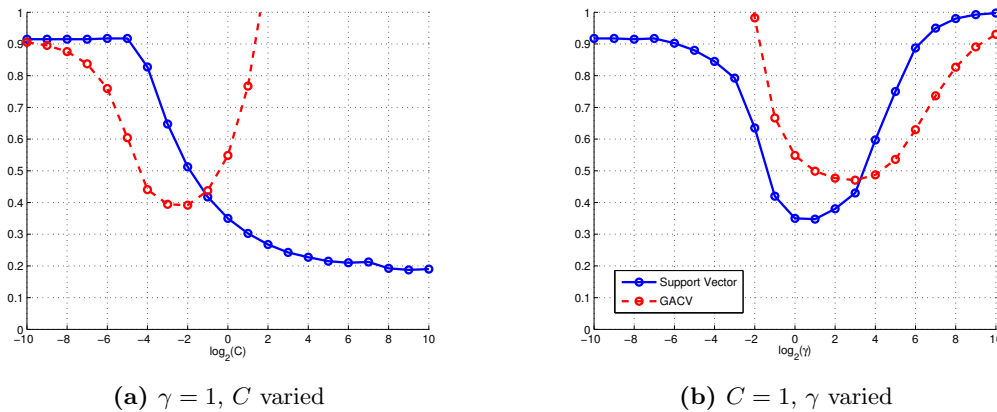 1
0.9
0.8
0.7
0.6
0.5
0.4
0.3
0.2
0.1
0
−10 −8 −6 −4 −2 0 2 4 6 8 10
log₂(C)
(a) γ = 1, C varied
1
0.9
0.8
0.7
0.6
0.5
0.4
0.3
0.2
0.1
0
Support Vector
GACV
−10 −8 −6 −4 −2 0 2 4 6 8 10
log₂(γ)
(b) C = 1, γ varied